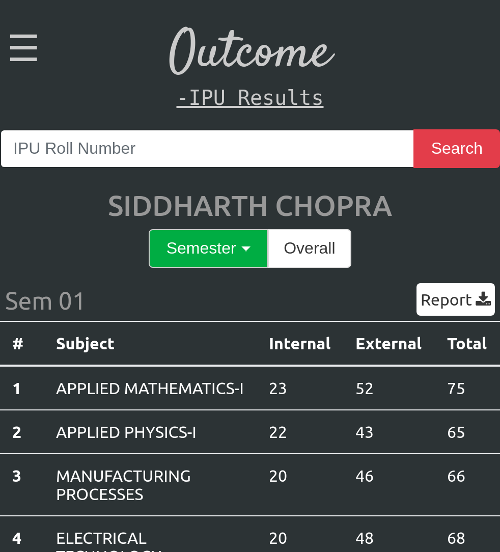 ☰ Outcome
-IPU Results
IPU Roll Number Search
SIDDHARTH CHOPRA
Semester Overall
Sem 01 Report
# Subject Internal External Total
1 APPLIED MATHEMATICS-I 23 52 75
2 APPLIED PHYSICS-I 22 43 65
3 MANUFACTURING 20 46 66
PROCESSES
4 ELECTRICAL 20 48 68